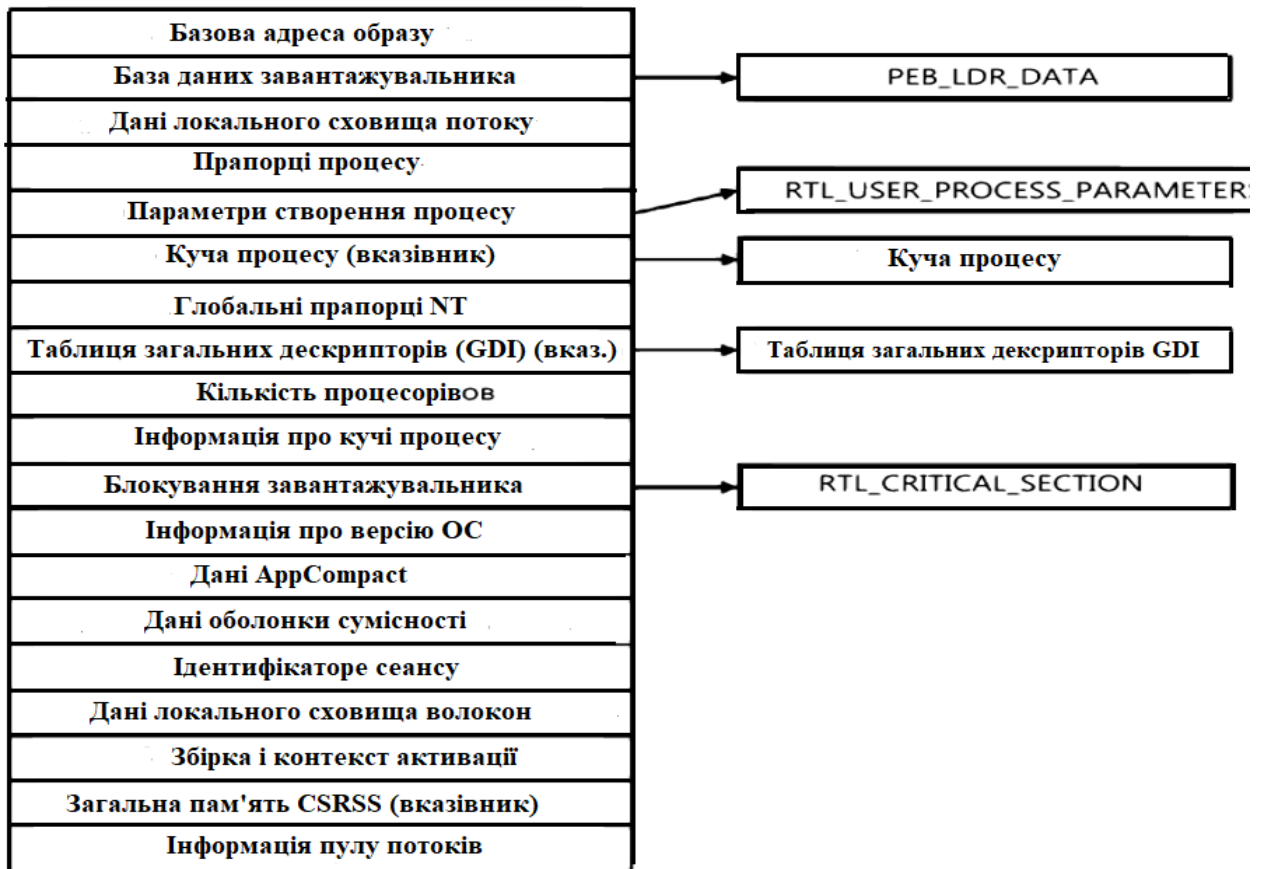 Базова адреса образу
База даних завантажувальника
PEB_LDR_DATA
Дані локального сховища потоку
Прапорці процесу
Параметри створення процесу
RTL_USER_PROCESS_PARAMETERS
Куча процесу (вказівник)
Куча процесу
Глобальні прапорці NT
Таблиця загальних дескрипторів (GDI) (вказ.)
Таблиця загальних декскрипторів GDI
Кількість процесорівов
Інформація про кучі процесу
Блокування завантажувальника
RTL_CRITICAL_SECTION
Інформація про версію ОС
Дані AppCompact
Дані оболонки сумісності
Ідентифікаторе сеансу
Дані локального сховища волокон
Збірка і контекст активації
Загальна пам'ять CSRSS (вказівник)
Інформація пулу потоків